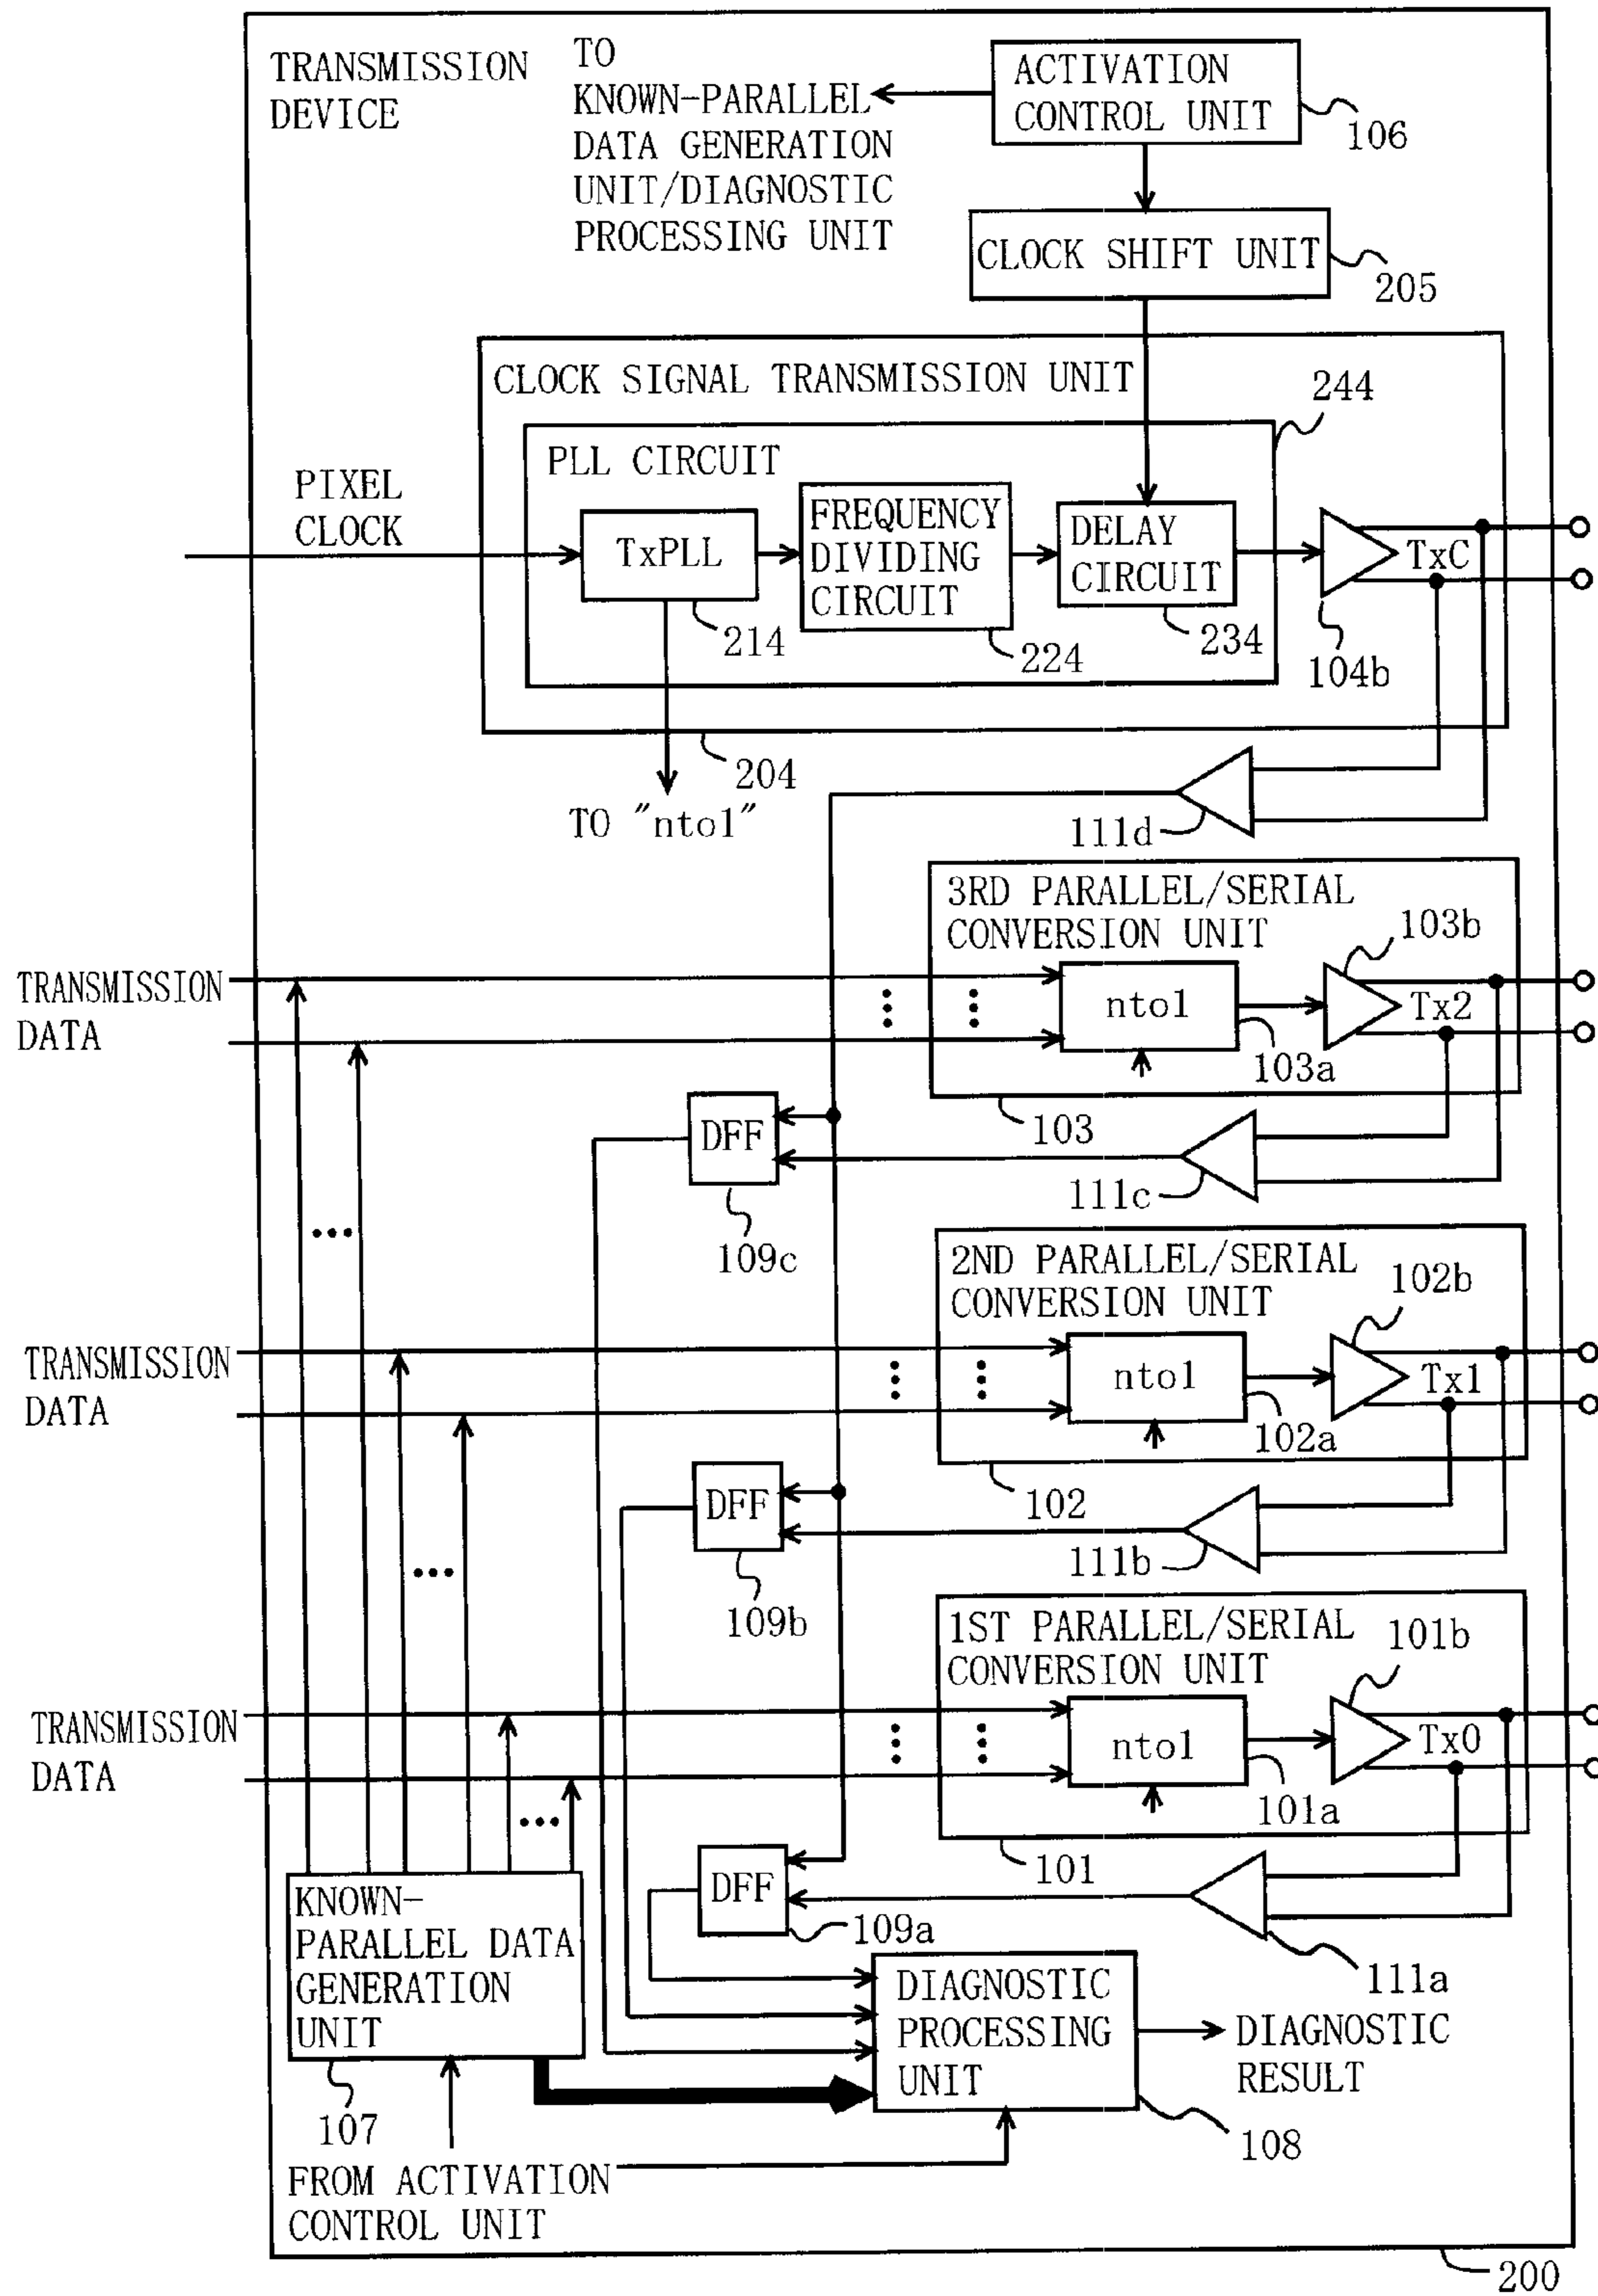 TRANSMISSION
DEVICE
TO
KNOWN-PARALLEL
DATA GENERATION
UNIT/DIAGNOSTIC
PROCESSING UNIT
ACTIVATION
CONTROL UNIT
106
CLOCK SHIFT UNIT
205
CLOCK SIGNAL TRANSMISSION UNIT
244
PLL CIRCUIT
PIXEL
CLOCK
TxPLL
214
FREQUENCY
DIVIDING
CIRCUIT
224
DELAY
CIRCUIT
234
TxC
104b
204
TO "nto1"
111d
3RD PARALLEL/SERIAL
CONVERSION UNIT
103b
TRANSMISSION
DATA
nto1
Tx2
103a
103
DFF
109c
111c
2ND PARALLEL/SERIAL
CONVERSION UNIT
102b
TRANSMISSION
DATA
nto1
Tx1
102a
102
DFF
109b
111b
1ST PARALLEL/SERIAL
CONVERSION UNIT
101b
TRANSMISSION
DATA
nto1
Tx0
101a
101
DFF
109a
111a
KNOWN-
PARALLEL DATA
GENERATION
UNIT
107
DIAGNOSTIC
PROCESSING
UNIT
108
DIAGNOSTIC
RESULT
FROM ACTIVATION
CONTROL UNIT
200